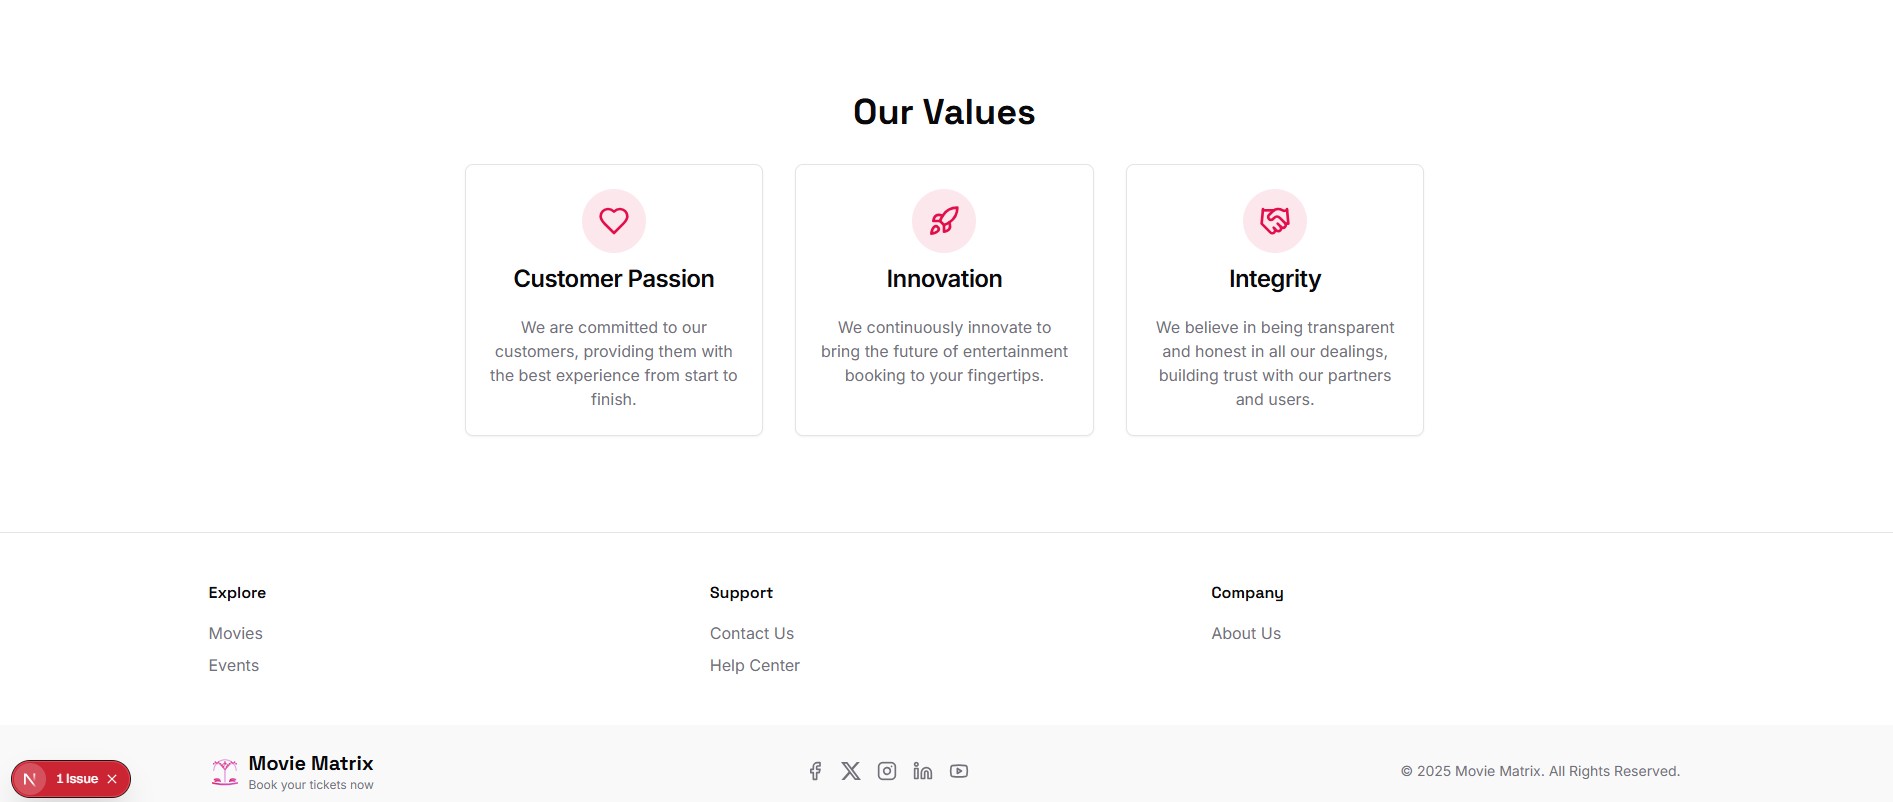 Our Values
Customer Passion
We are committed to our
customers, providing them with
the best experience from start to
finish.
Innovation
We continuously innovate to
bring the future of entertainment
booking to your fingertips.
Integrity
We believe in being transparent
and honest in all our dealings,
building trust with our partners
and users.
Explore
Movies
Events
Support
Contact Us
Help Center
Company
About Us
N
1 Issue
Movie Matrix
Book your tickets now
© 2025 Movie Matrix. All Rights Reserved.